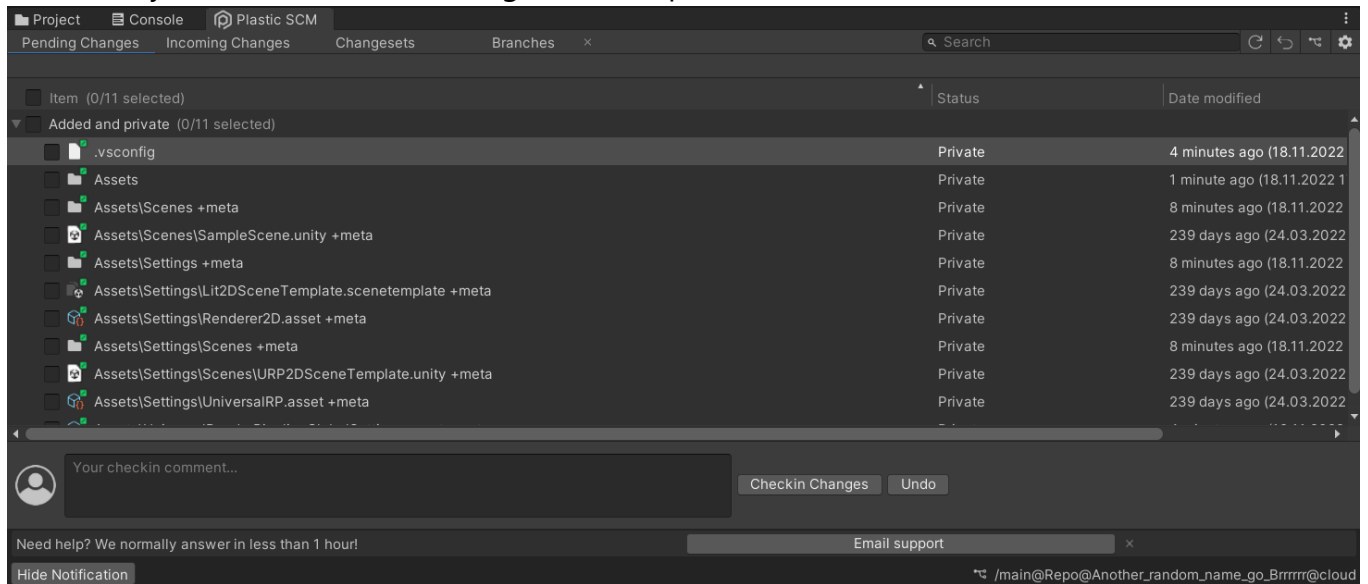 Project Console Plastic SCM
Pending Changes Incoming Changes Changesets Branches × Search
Item (0/11 selected) Status Date modified
Added and private (0/11 selected)
.vsconfig Private 4 minutes ago (18.11.2022
Assets Private 1 minute ago (18.11.2022 1
Assets\Scenes +meta Private 8 minutes ago (18.11.2022
Assets\Scenes\SampleScene.unity +meta Private 239 days ago (24.03.2022
Assets\Settings +meta Private 8 minutes ago (18.11.2022
Assets\Settings\Lit2DSceneTemplate.scenetemplate +meta Private 239 days ago (24.03.2022
Assets\Settings\Renderer2D.asset +meta Private 239 days ago (24.03.2022
Assets\Settings\Scenes +meta Private 8 minutes ago (18.11.2022
Assets\Settings\Scenes\URP2DSceneTemplate.unity +meta Private 239 days ago (24.03.2022
Assets\Settings\UniversalRP.asset +meta Private 239 days ago (24.03.2022
Your checkin comment...
Checkin Changes Undo
Need help? We normally answer in less than 1 hour! Email support ×
Hide Notification /main@Repo@Another_random_name_go_Brrrrrr@cloud